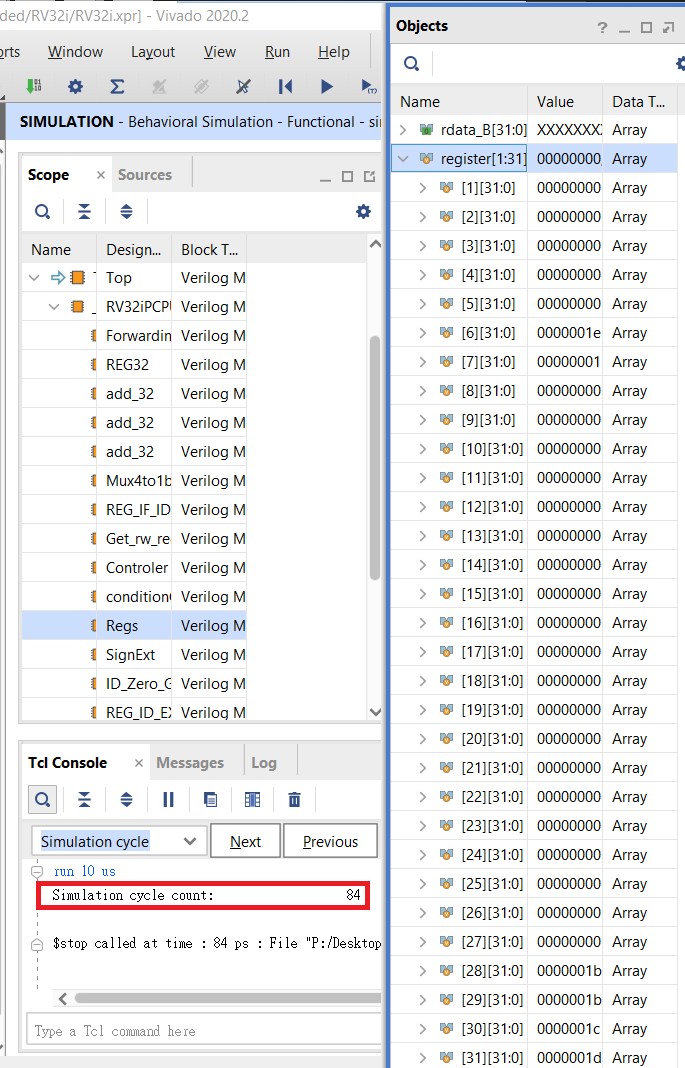 ded/RV32i/RV32i.xpr] - Vivado 2020.2
orts Window Layout View Run Help
SIMULATION - Behavioral Simulation - Functional - si
Scope × Sources
Name Design... Block T...
Top Verilog M
RV32iPCPU Verilog M
Forwardin Verilog M
REG32 Verilog M
add_32 Verilog M
add_32 Verilog M
add_32 Verilog M
Mux4to1b Verilog M
REG_IF_ID Verilog M
Get_rw_re Verilog M
Controler Verilog M
condition Verilog M
Regs Verilog M
SignExt Verilog M
ID_Zero_G Verilog M
REG_ID_EX Verilog M
Tcl Console × Messages Log
Simulation cycle Next Previous
run 10 us
Simulation cycle count: 84
$stop called at time : 84 ps : File "P:/Desktop
Type a Tcl command here
Objects
Name Value Data T...
rdata_B[31:0] XXXXXXXX Array
register[1:31] 00000000, Array
[1][31:0] 00000000 Array
[2][31:0] 00000000 Array
[3][31:0] 00000000 Array
[4][31:0] 00000000 Array
[5][31:0] 00000000 Array
[6][31:0] 0000001e Array
[7][31:0] 00000001 Array
[8][31:0] 00000000 Array
[9][31:0] 00000000 Array
[10][31:0] 00000000 Array
[11][31:0] 00000000 Array
[12][31:0] 00000000 Array
[13][31:0] 00000000 Array
[14][31:0] 00000000 Array
[15][31:0] 00000000 Array
[16][31:0] 00000000 Array
[17][31:0] 00000000 Array
[18][31:0] 00000000 Array
[19][31:0] 00000000 Array
[20][31:0] 00000000 Array
[21][31:0] 00000000 Array
[22][31:0] 00000000 Array
[23][31:0] 00000000 Array
[24][31:0] 00000000 Array
[25][31:0] 00000000 Array
[26][31:0] 00000000 Array
[27][31:0] 00000000 Array
[28][31:0] 0000001b Array
[29][31:0] 0000001b Array
[30][31:0] 0000001c Array
[31][31:0] 0000001d Array